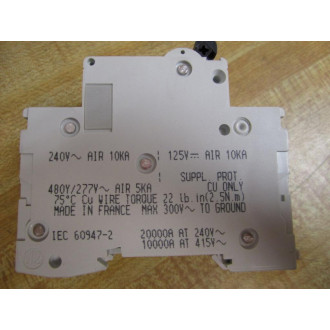 240V~ AIR 10KA
125V⎓ AIR 10KA
SUPPL. PROT.
480Y/277V~ AIR 5KA CU ONLY
75°C Cu WIRE TORQUE 22 lb.in(2.5N.m)
MADE IN FRANCE MAX 300V~ TO GROUND
IEC 60947-2
20000A AT 240V~
10000A AT 415V~